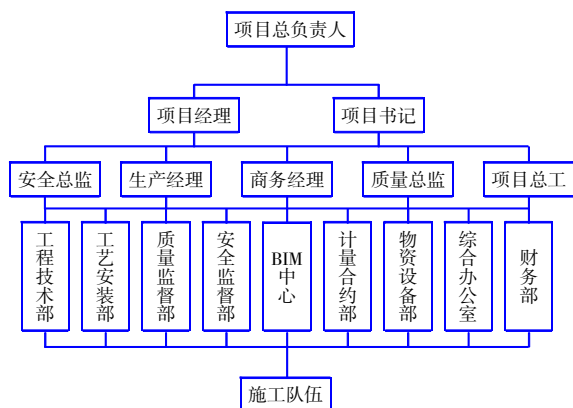 项目总负责人
项目经理
项目书记
安全总监
生产经理
商务经理
质量总监
项目总工
工程技术部
工艺安装部
质量监督部
安全监督部
BIM
中心
计量合约部
物资设备部
综合办公室
财务部
施工队伍